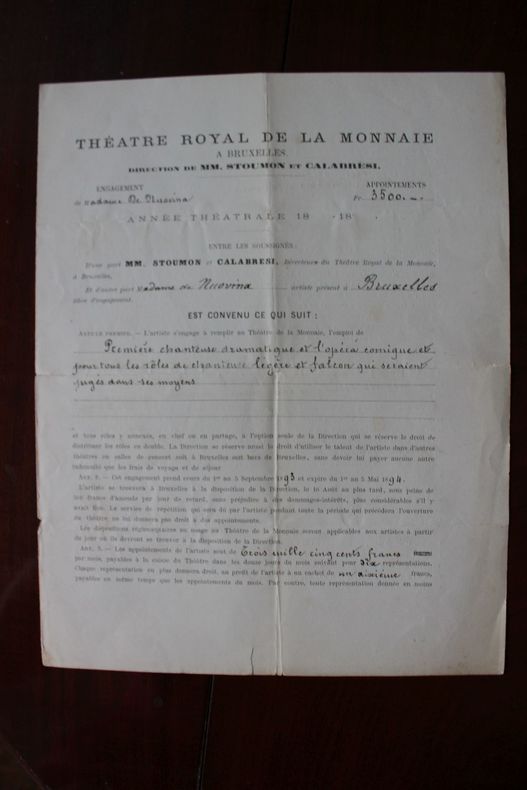 THÉATRE ROYAL DE LA MONNAIE
A BRUXELLES.
DIRECTION DE MM. STOUMON ET CALABRESI.
ENGAGEMENT
APPOINTEMENTS
de Madame De Nuovina
Fr. 3500.-
ANNÉE THÉATRALE 18 -18
ENTRE LES SOUSSIGNÉS :
D'une part MM. STOUMON et CALABRESI, Directeurs du Théâtre Royal de la Monnaie,
à Bruxelles,
Et d'autre part Madame de Nuovina artiste présent à Bruxelles
libre d'engagement.
EST CONVENU CE QUI SUIT :
ARTICLE PREMIER. — L'artiste s'engage à remplir au Théâtre de la Monnaie, l'emploi de
Première chanteuse dramatique et l'opéra comique et
pour tous les rôles de chanteuse légère et falcon qui seraient
jugés dans ses moyens
et tous rôles y annexés, en chef ou en partage, à l'option seule de la Direction qui se réserve le droit de
distribuer les rôles en double. La Direction se réserve aussi le droit d'utiliser le talent de l'artiste dans d'autres
théâtres ou salles de concert soit à Bruxelles soit hors de Bruxelles, sans devoir lui payer aucune autre
indemnité que les frais de voyage et de séjour
ART. 2. — Cet engagement prend cours du 1er au 5 Septembre 1893 et expire du 1er au 5 Mai 1894.
L'artiste se trouvera à Bruxelles à la disposition de la Direction, le 1er Août au plus tard, sous peine de
francs d'amende par jour de retard, sans préjudice à des dommages-intérêts, plus considérables s'il y
avait lieu. Le service de répétition qui sera dû par l'artiste pendant toute la période qui précédera l'ouverture
du théâtre ne lui donnera pas droit à des appointements.
Les dispositions réglementaires en usage au Théâtre de la Monnaie seront applicables aux artistes à partir
du jour où ils devront se trouver à la disposition de la Direction.
ART. 3. — Les appointements de l'artiste sont de Trois mille cinq cents francs
par mois, payables à la caisse du Théâtre dans les douze jours du mois suivant pour dix représentations.
Chaque représentation en plus donnera droit, au profit de l'artiste à un cachet de un dixième francs,
payables en même temps que les appointements du mois. Par contre, toute représentation donnée en moins